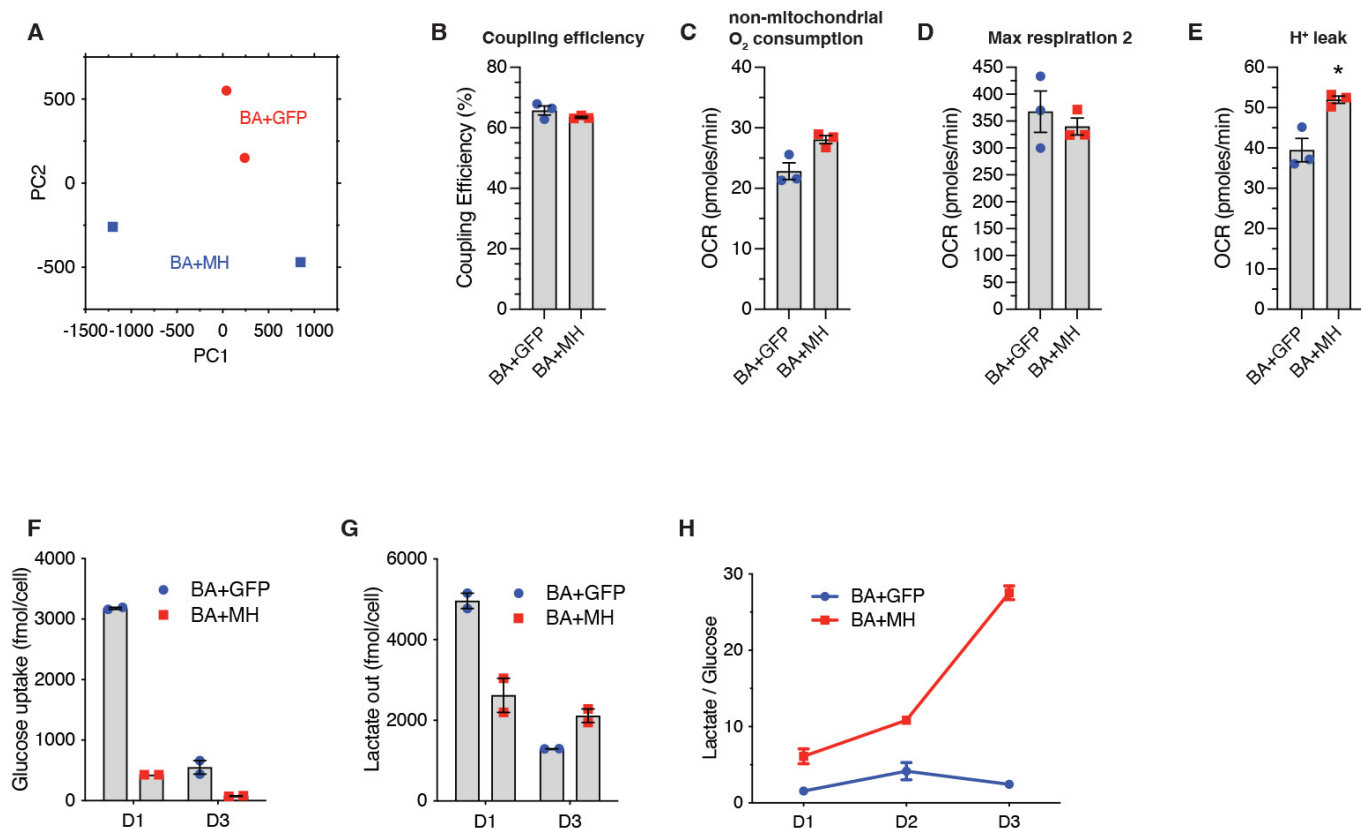 A
500
0
-500
PC2
BA+GFP
BA+MH
-1500
-1000
-500
0
500
1000
PC1
B
Coupling efficiency
80
60
40
20
0
Coupling Efficiency (%)
BA+GFP
BA+MH
C
non-mitochondrial
O₂ consumption
40
30
20
10
0
OCR (pmoles/min)
BA+GFP
BA+MH
D
Max respiration 2
450
400
350
300
250
200
150
100
50
0
OCR (pmoles/min)
BA+GFP
BA+MH
E
H⁺ leak
*
60
50
40
30
20
10
0
OCR (pmoles/min)
BA+GFP
BA+MH
F
4000
3000
2000
1000
0
Glucose uptake (fmol/cell)
BA+GFP
BA+MH
D1
D3
G
6000
4000
2000
0
Lactate out (fmol/cell)
BA+GFP
BA+MH
D1
D3
H
30
20
10
0
Lactate / Glucose
BA+GFP
BA+MH
D1
D2
D3